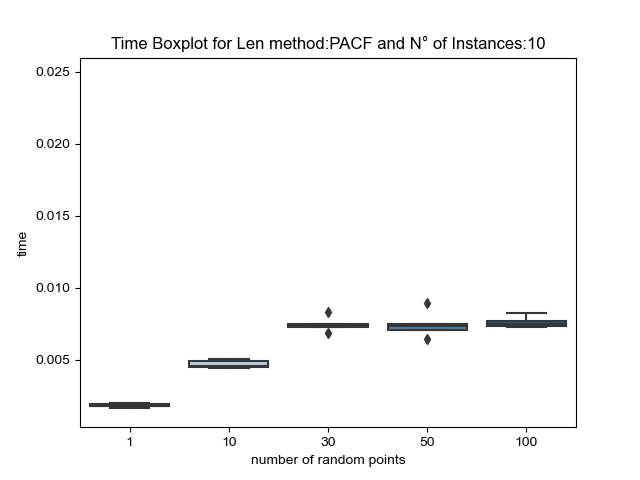 Time Boxplot for Len method:PACF and N° of Instances:10
0.025
0.020
0.015
0.010
0.005
time
1 10 30 50 100
number of random points